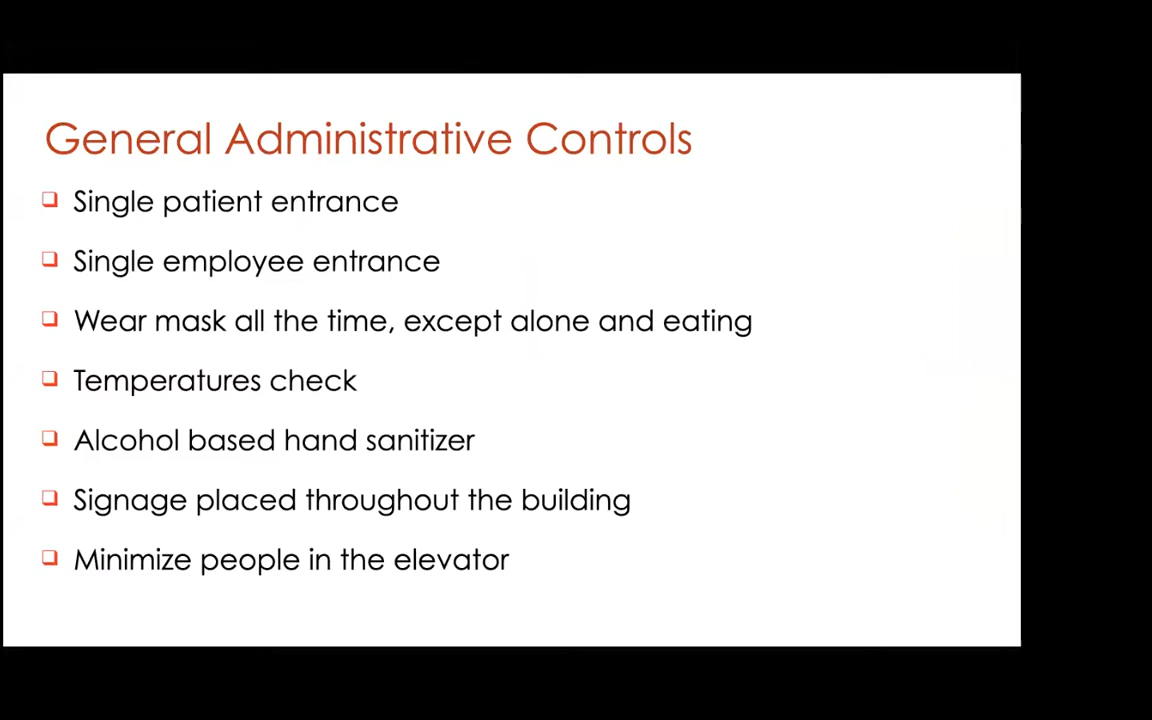 General Administrative Controls
Single patient entrance
Single employee entrance
Wear mask all the time, except alone and eating
Temperatures check
Alcohol based hand sanitizer
Signage placed throughout the building
Minimize people in the elevator